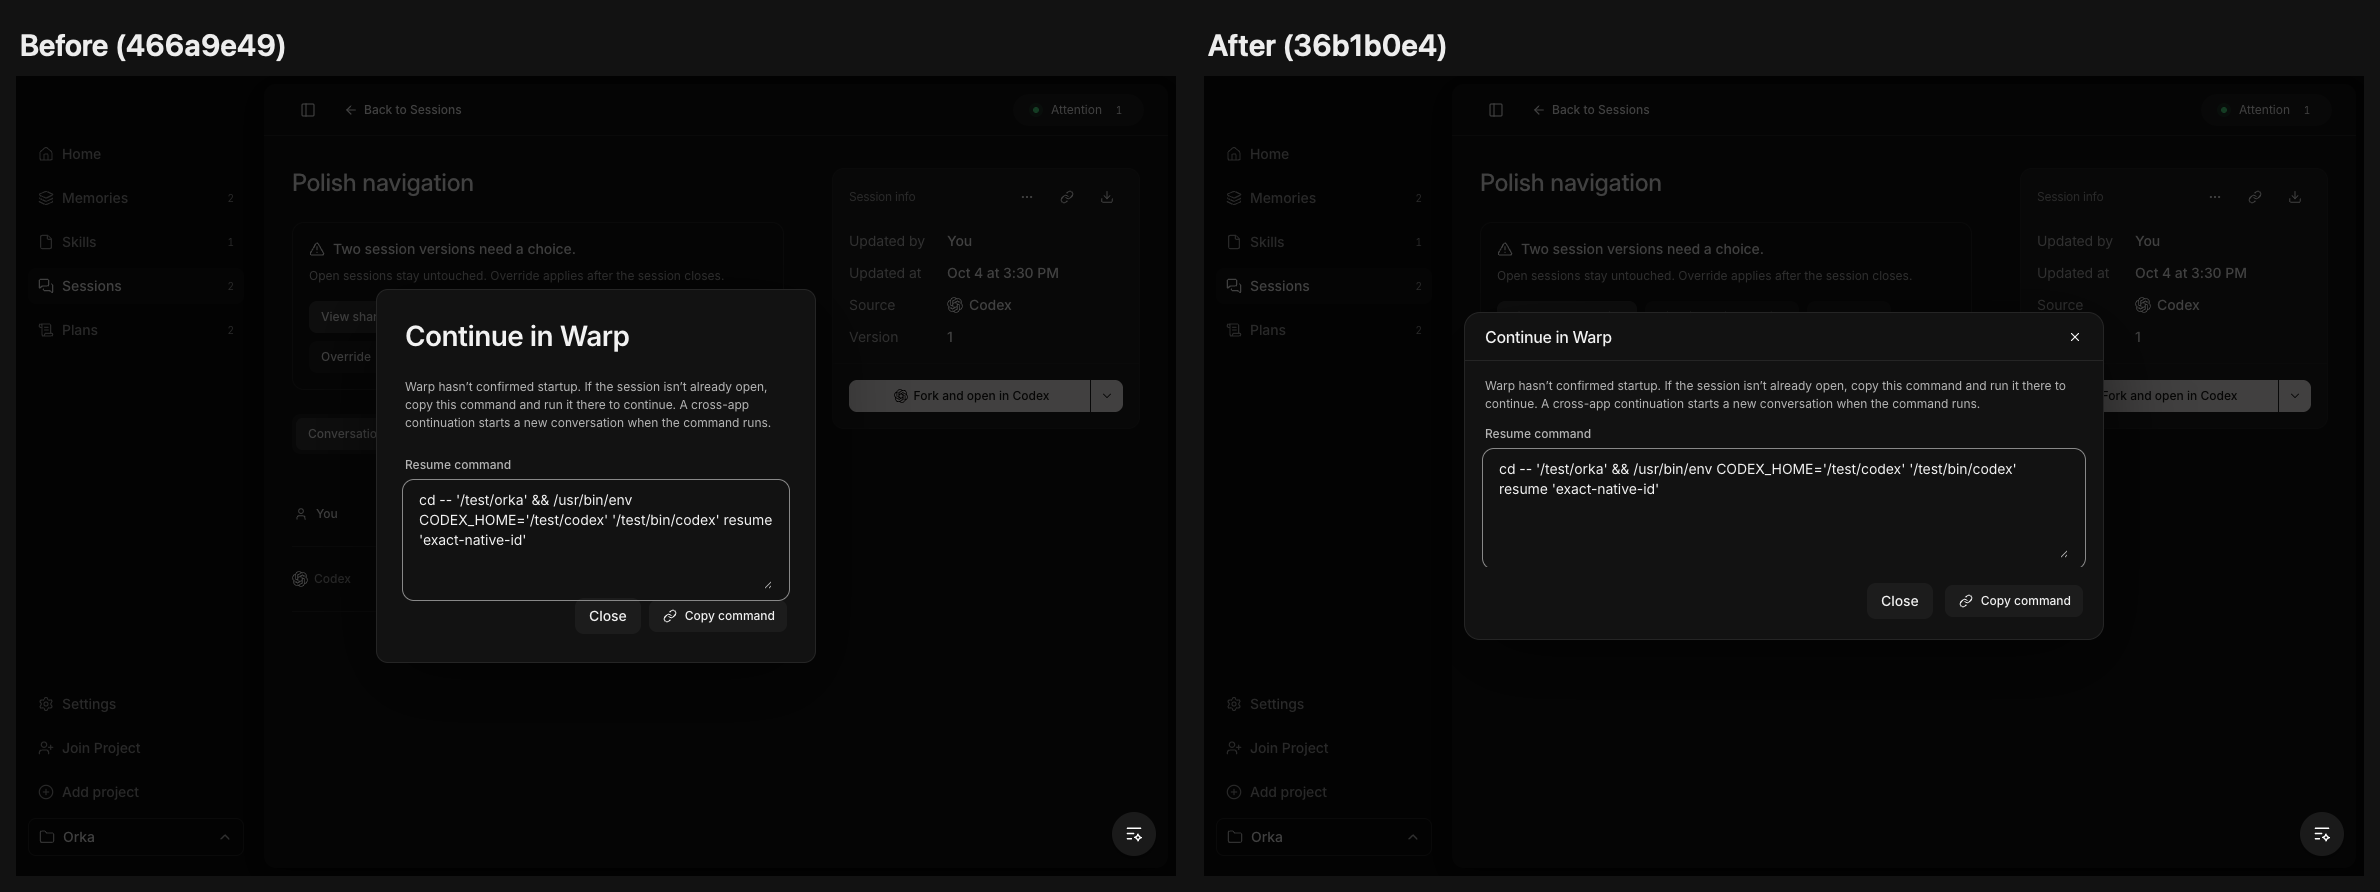 Before (466a9e49)
Back to Sessions
Attention 1
Home
Memories 2
Skills 1
Sessions 2
Plans 2
Polish navigation
Two session versions need a choice.
Open sessions stay untouched. Override applies after the session closes.
View shar
Override
Conversatio
You
Codex
Session info
Updated by You
Updated at Oct 4 at 3:30 PM
Source Codex
Version 1
Fork and open in Codex
Continue in Warp
Warp hasn't confirmed startup. If the session isn't already open,
copy this command and run it there to continue. A cross-app
continuation starts a new conversation when the command runs.
Resume command
cd -- '/test/orka' && /usr/bin/env
CODEX_HOME='/test/codex' '/test/bin/codex' resume
'exact-native-id'
Close
Copy command
Settings
Join Project
Add project
Orka
After (36b1b0e4)
Back to Sessions
Attention 1
Home
Memories 2
Skills 1
Sessions 2
Plans 2
Polish navigation
Two session versions need a choice.
Open sessions stay untouched. Override applies after the session closes.
Session info
Updated by You
Updated at Oct 4 at 3:30 PM
Source Codex
1
Fork and open in Codex
Continue in Warp
Warp hasn't confirmed startup. If the session isn't already open, copy this command and run it there to
continue. A cross-app continuation starts a new conversation when the command runs.
Resume command
cd -- '/test/orka' && /usr/bin/env CODEX_HOME='/test/codex' '/test/bin/codex'
resume 'exact-native-id'
Close
Copy command
Settings
Join Project
Add project
Orka